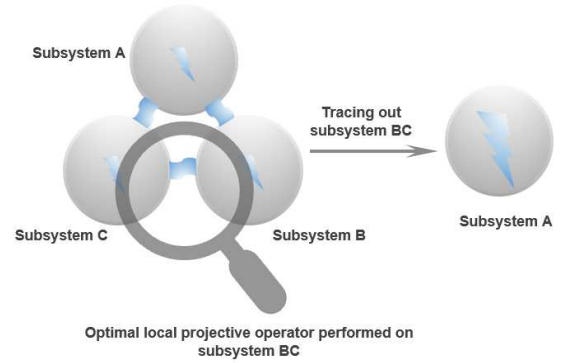 Subsystem A
Tracing out
subsystem BC
Subsystem C
Subsystem B
Subsystem A
Optimal local projective operator performed on
subsystem BC